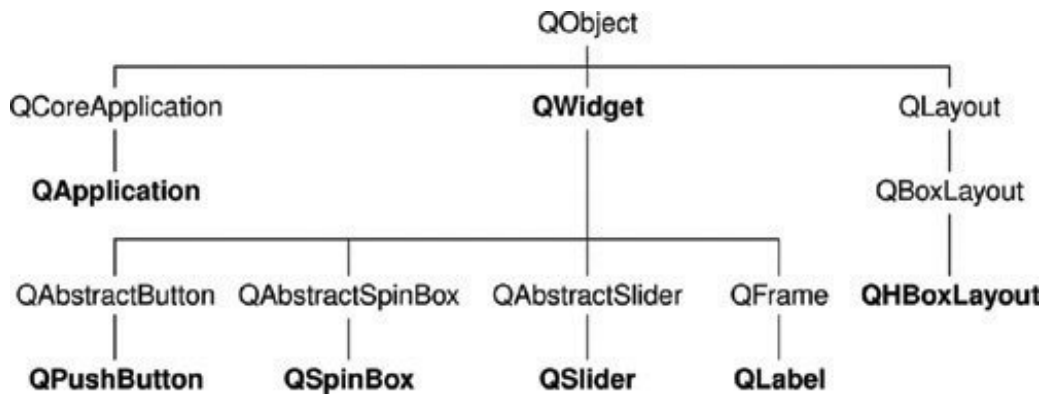 QObject
QCoreApplication QWidget QLayout
QApplication QBoxLayout
QAbstractButton QAbstractSpinBox QAbstractSlider QFrame QHBoxLayout
QPushButton QSpinBox QSlider QLabel